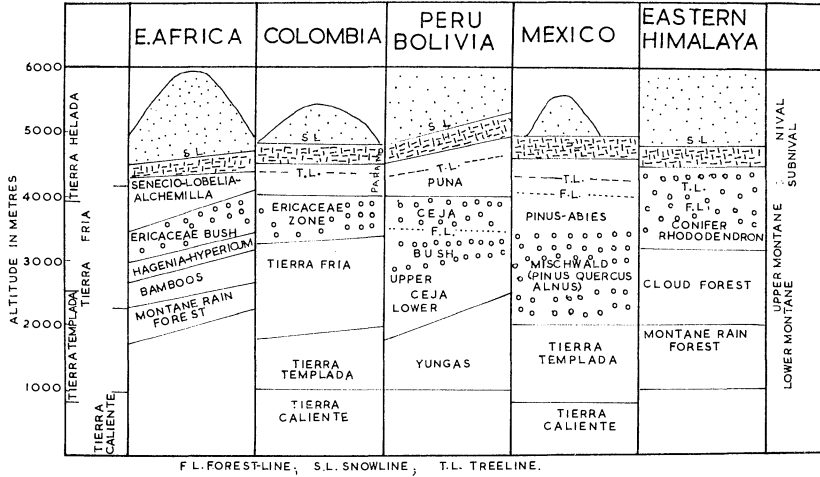 E.AFRICA
COLOMBIA
PERU
BOLIVIA
MEXICO
EASTERN
HIMALAYA
ALTITUDE IN METRES
6000
5000
4000
3000
2000
1000
TIERRA HELADA
TIERRA FRIA
TIERRA TEMPLADA
TIERRA
CALIENTE
S L
SENECIO-LOBELIA-
ALCHEMILLA
ERICACEAE BUSH
HAGENIA-HYPERICUM
BAMBOOS
MONTANE RAIN
FOREST
S.L.
T.L.
ERICACEAE
ZONE
TIERRA FRIA
TIERRA
TEMPLADA
TIERRA
CALIENTE
S.L.
T.L.
PUNA
CEJA
F.L.
BUSH
UPPER
CEJA
LOWER
YUNGAS
T.L.
F.L.
PINUS-ABIES
MISCHWALD
(PINUS QUERCUS
ALNUS)
TIERRA
TEMPLADA
TIERRA
CALIENTE
S.L.
T.L.
F.L.
CONIFER
RHODODENDRON
CLOUD FOREST
MONTANE RAIN
FOREST
NIVAL
SUBNIVAL
UPPER MONTANE
LOWER MONTANE
F L.FOREST-LINE; S.L. SNOWLINE; T.L. TREELINE.